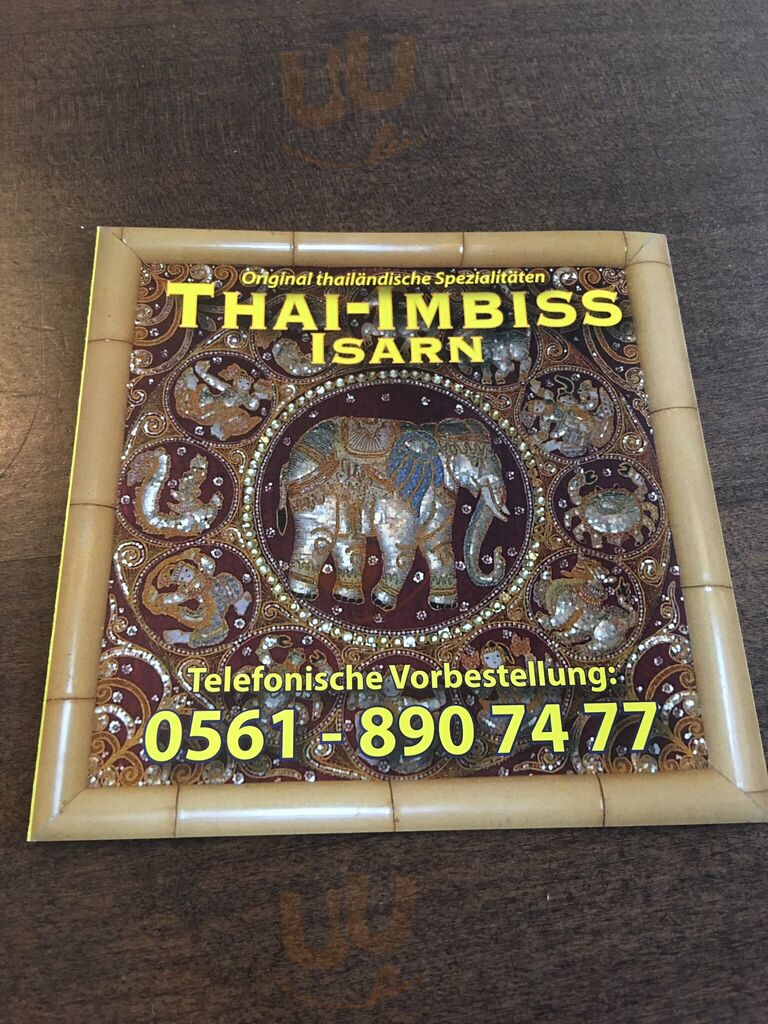 Original thailändische Spezialitäten
THAI-IMBISS
ISARN
Telefonische Vorbestellung:
0561 - 890 74 77